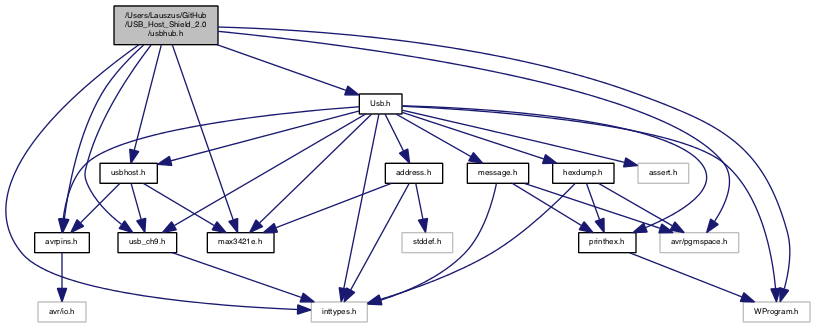 /Users/Lauszus/GitHub
/USB_Host_Shield_2.0
/usbhub.h
Usb.h
usbhost.h
address.h
message.h
hexdump.h
assert.h
avrpins.h
usb_ch9.h
max3421e.h
stddef.h
printhex.h
avr/pgmspace.h
avr/io.h
inttypes.h
WProgram.h